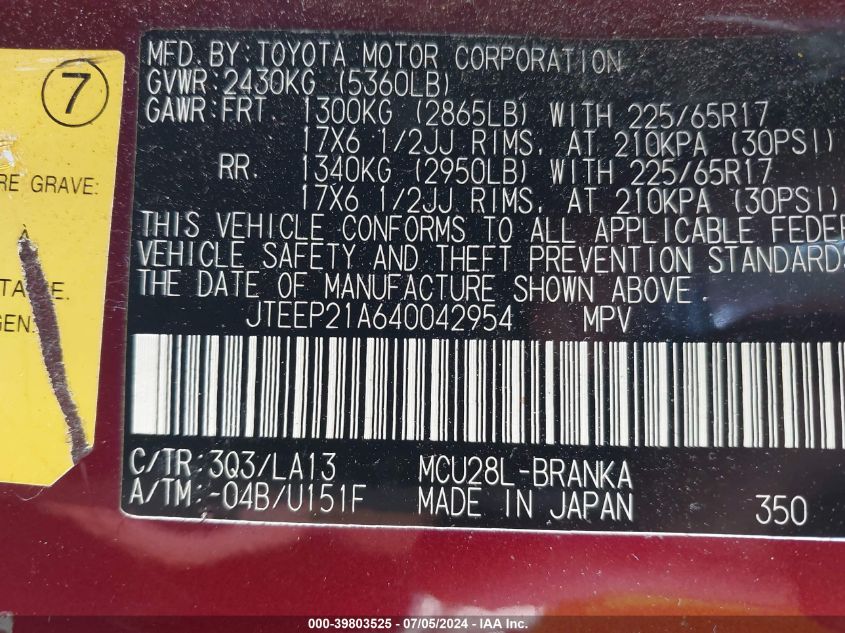 7
RE GRAVE:
GEN:
MFD. BY: TOYOTA MOTOR CORPORATION
GVWR: 2430KG (5360LB)
GAWR: FRT 1300KG (2865LB) WITH 225/65R17
17X6 1/2JJ RIMS, AT 210KPA (30PSI)
RR. 1340KG (2950LB) WITH 225/65R17
17X6 1/2JJ RIMS, AT 210KPA (30PSI)
THIS VEHICLE CONFORMS TO ALL APPLICABLE FEDER
VEHICLE SAFETY AND THEFT PREVENTION STANDARDS
THE DATE OF MANUFACTURE SHOWN ABOVE.
JTEEP21A640042954 MPV
C/TR: 3Q3/LA13 MCU28L-BRANKA
A/TM: -04B/U151F MADE IN JAPAN 350
000-39803525 - 07/05/2024 - IAA Inc.